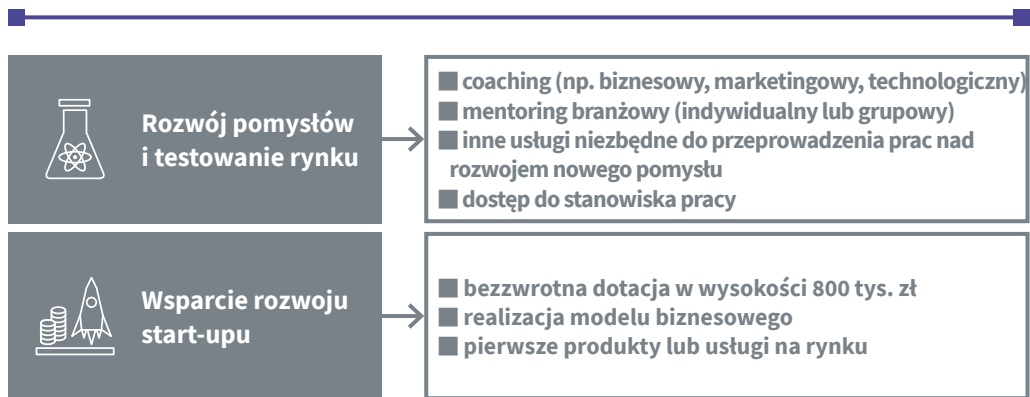 Rozwój pomysłów
i testowanie rynku
■ coaching (np. biznesowy, marketingowy, technologiczny)
■ mentoring branżowy (indywidualny lub grupowy)
■ inne usługi niezbędne do przeprowadzenia prac nad
rozwojem nowego pomysłu
■ dostęp do stanowiska pracy
Wsparcie rozwoju
start-upu
■ bezzwrotna dotacja w wysokości 800 tys. zł
■ realizacja modelu biznesowego
■ pierwsze produkty lub usługi na rynku